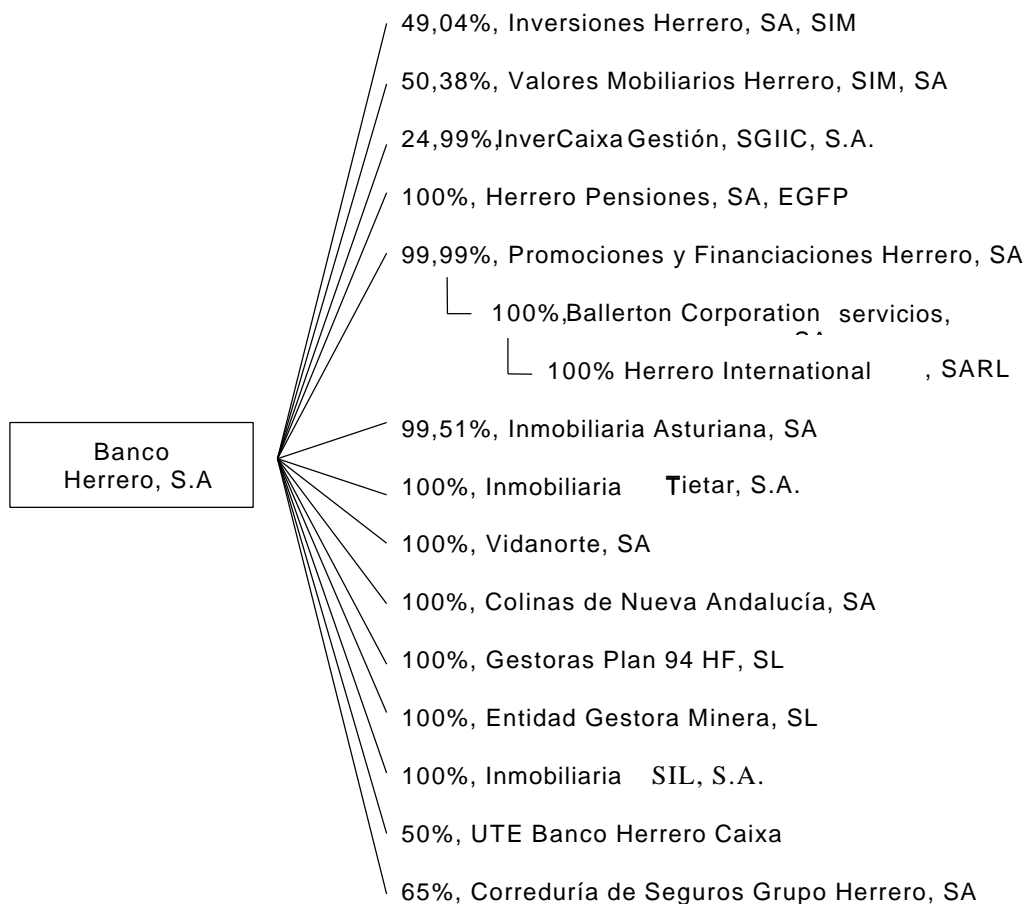 49,04%, Inversiones Herrero, SA, SIM
50,38%, Valores Mobiliarios Herrero, SIM, SA
24,99%,InverCaixa Gestión, SGIIC, S.A.
100%, Herrero Pensiones, SA, EGFP
99,99%, Promociones y Financiaciones Herrero, SA
100%,Ballerton Corporation servicios,
100% Herrero International , SARL
Banco
Herrero, S.A
99,51%, Inmobiliaria Asturiana, SA
100%, Inmobiliaria Tietar, S.A.
100%, Vidanorte, SA
100%, Colinas de Nueva Andalucía, SA
100%, Gestoras Plan 94 HF, SL
100%, Entidad Gestora Minera, SL
100%, Inmobiliaria SIL, S.A.
50%, UTE Banco Herrero Caixa
65%, Correduría de Seguros Grupo Herrero, SA